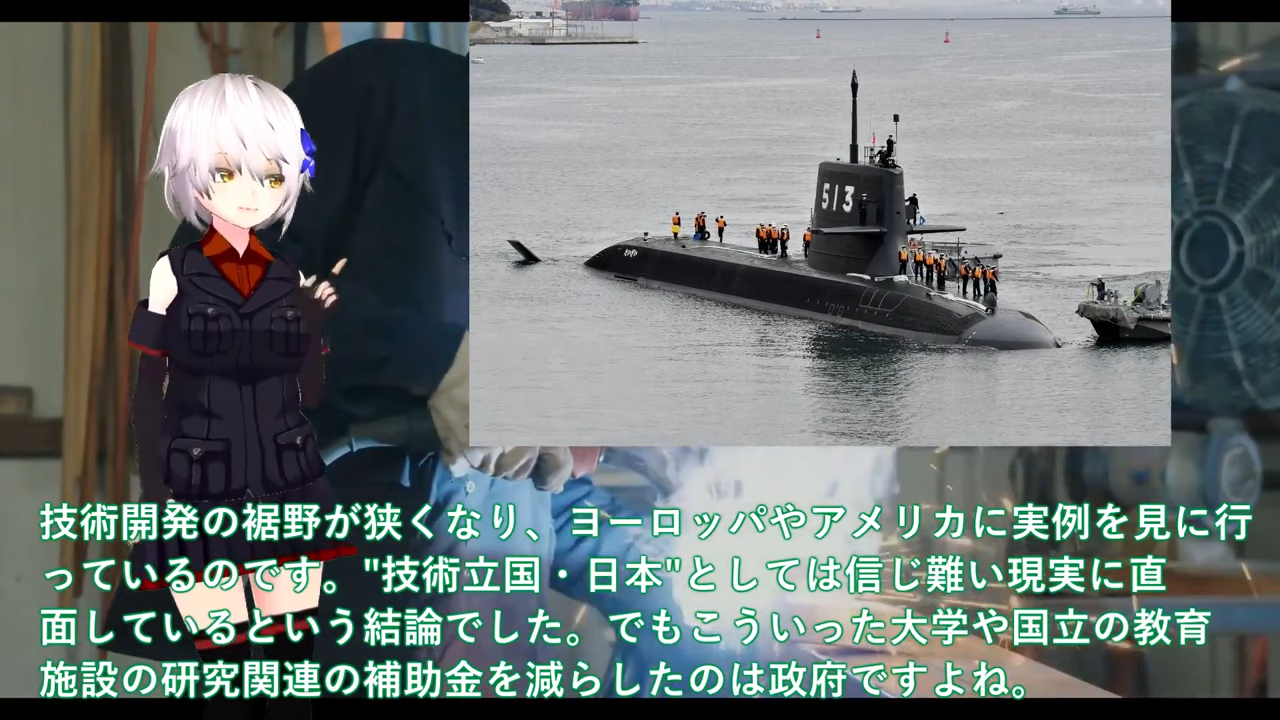 513
技術開発の裾野が狭くなり、ヨーロッパやアメリカに実例を見に行
っているのです。"技術立国・日本"としては信じ難い現実に直
面しているという結論でした。でもこういった大学や国立の教育
施設の研究関連の補助金を減らしたのは政府ですよね。